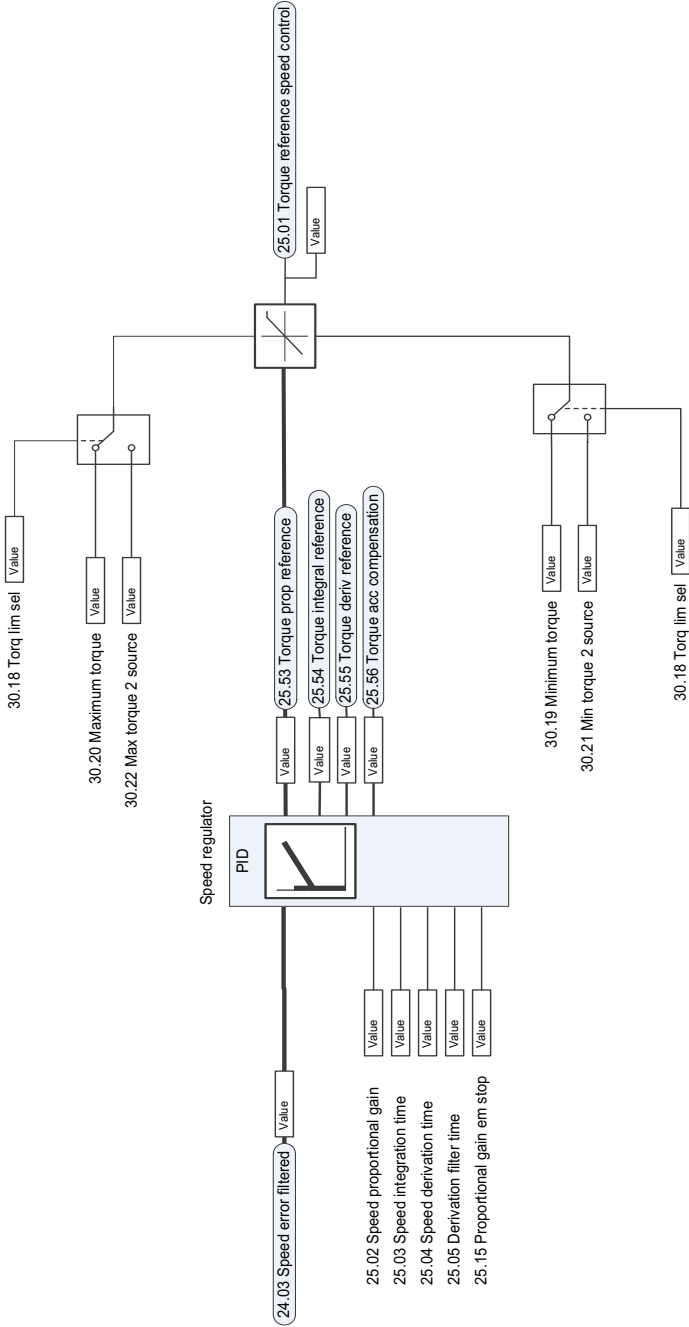 30.18 Torq lim sel
Value
30.20 Maximum torque
Value
30.22 Max torque 2 source
Value
Speed regulator
PID
24.03 Speed error filtered
Value
Value
25.53 Torque prop reference
Value
25.54 Torque integral reference
Value
25.55 Torque deriv reference
Value
25.56 Torque acc compensation
25.01 Torque reference speed control
Value
25.02 Speed proportional gain
Value
25.03 Speed integration time
Value
25.04 Speed derivation time
Value
25.05 Derivation filter time
Value
25.15 Proportional gain em stop
Value
30.19 Minimum torque
Value
30.21 Min torque 2 source
Value
30.18 Torq lim sel
Value